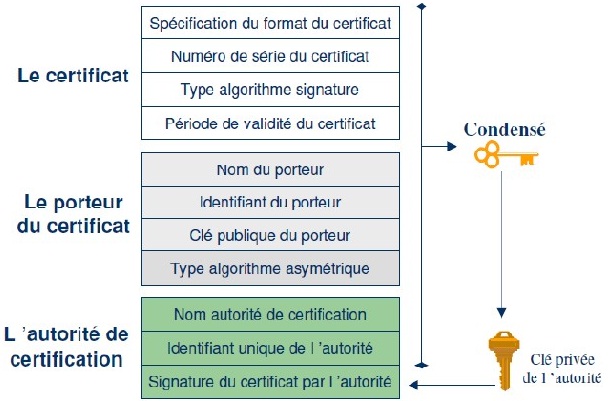 Le certificat
Spécification du format du certificat
Numéro de série du certificat
Type algorithme signature
Période de validité du certificat
Le porteur
du certificat
Nom du porteur
Identifiant du porteur
Clé publique du porteur
Type algorithme asymétrique
L ’autorité de
certification
Nom autorité de certification
Identifiant unique de l ’autorité
Signature du certificat par l ’autorité
Condensé
Clé privée
de l ’autorité